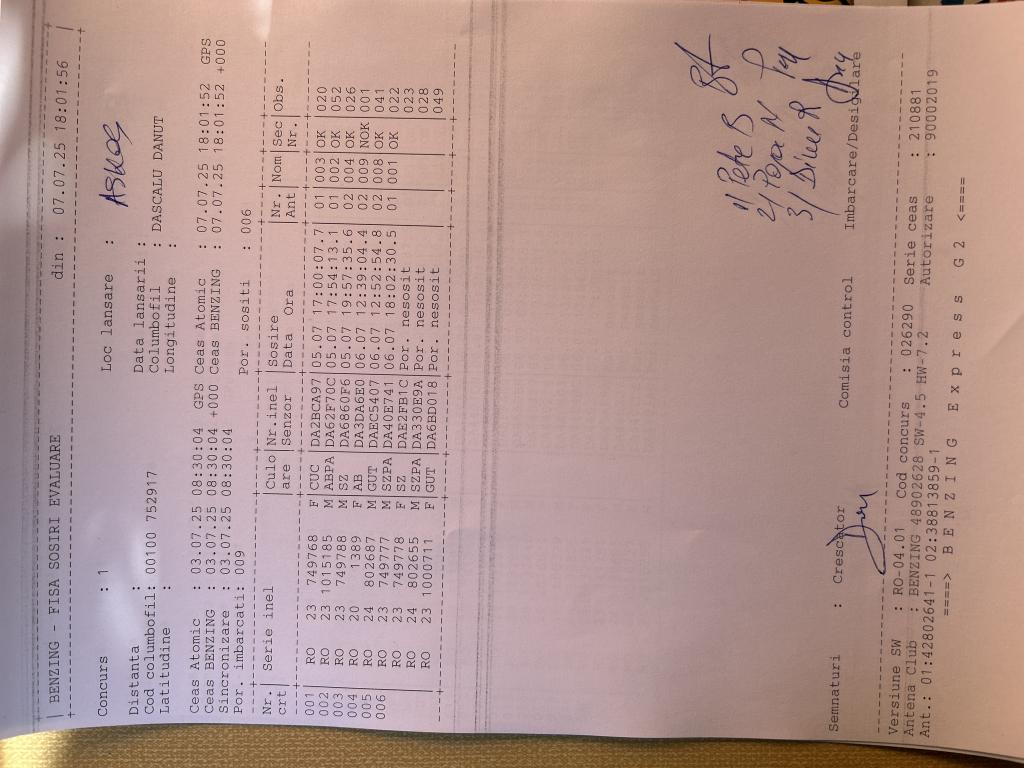 | BENZING - FISA SOSIRI EVALUARE din : 07.07.25 18:01:56 |
Concurs : 1 Loc lansare :
Distanta : Data lansarii :
Cod columbofil: 00100 752917 Columbofil : DASCALU DANUT
Latitudine : Longitudine :
Ceas Atomic : 03.07.25 08:30:04 GPS Ceas Atomic : 07.07.25 18:01:52 GPS
Ceas BENZING : 03.07.25 08:30:04 +000 Ceas BENZING : 07.07.25 18:01:52 +000
Sincronizare : 03.07.25 08:30:04
Por. imbarcati: 009 Por. sositi : 006
Nr.| Serie inel |Culo|Nr.inel |Sosire |Nr.|Nom|Sec|Obs.
crt| |are |Senzor |Data Ora |Ant| |Nr.|
001 | RO 23 749768 F CUC |DA2BCA97|05.07 17:00:07.7| 01|003|OK |020
002 | RO 23 1015185 M ABPA|DA62F70C|05.07 17:54:13.1| 01|002|OK |052
003 | RO 23 749788 M SZ |DA6860F6|05.07 19:57:35.6| 02|004|OK |026
004 | RO 20 1389 F AB |DA3DA6E0|06.07 12:39:04.4| 02|009|NOK|001
005 | RO 24 802687 M GUT |DAEC5407|06.07 12:52:54.8| 02|008|OK |041
006 | RO 23 749777 M SZPA|DA40E741|06.07 18:02:30.5| 01|001|OK |022
| RO 23 749778 F SZ |DAE2FB1C|Por. nesosit | | | |023
| RO 24 802655 M SZPA|DA330E9A|Por. nesosit | | | |028
| RO 23 1000711 F GUT |DA6BD018|Por. nesosit | | | |049
1/ Pete B
2/ N
3/ R
Semnaturi : Crescator Comisia control Imbarcare/Desigilare
Versiune SW : RO-04.01 Cod concurs : 026290 Serie ceas : 210881
Antena Club : BENZING 48902628 SW-4.5 HW-7.2 Autorizare : 90002019
Ant.: 01:42802641-1 02:38813859-1
====> B E N Z I N G E x p r e s s G 2 <====